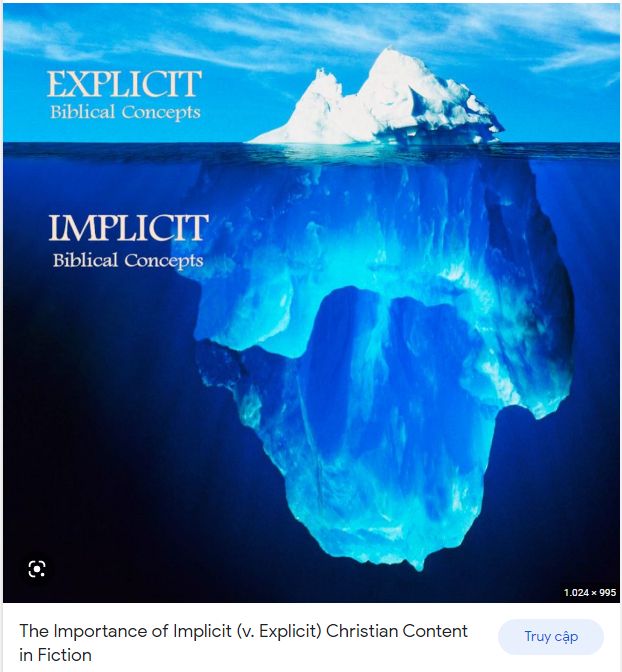 EXPLICIT
Biblical Concepts
IMPLICIT
Biblical Concepts
1.024 × 995
The Importance of Implicit (v. Explicit) Christian Content
in Fiction
Truy cập